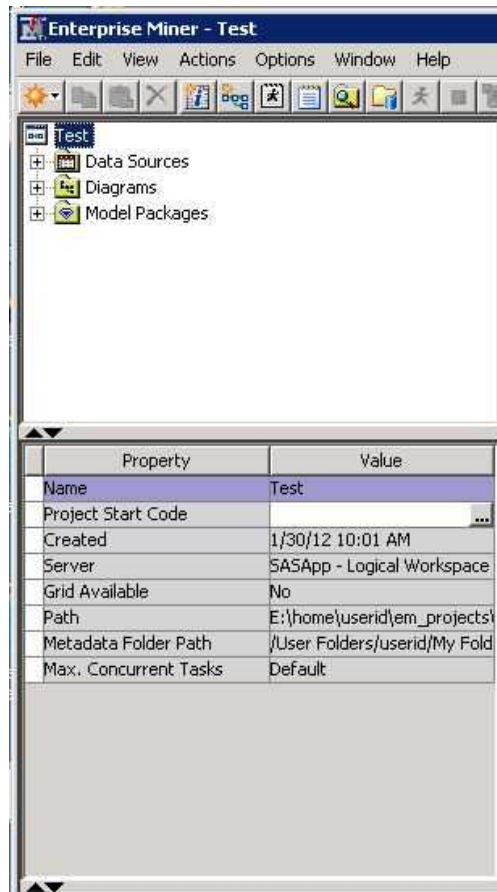 Enterprise Miner - Test
File Edit View Actions Options Window Help
Test
Data Sources
Diagrams
Model Packages
Property Value
Name Test
Project Start Code ...
Created 1/30/12 10:01 AM
Server SASApp - Logical Workspace
Grid Available No
Path E:\home\userid\em_projects\
Metadata Folder Path /User Folders/userid/My Fold
Max. Concurrent Tasks Default